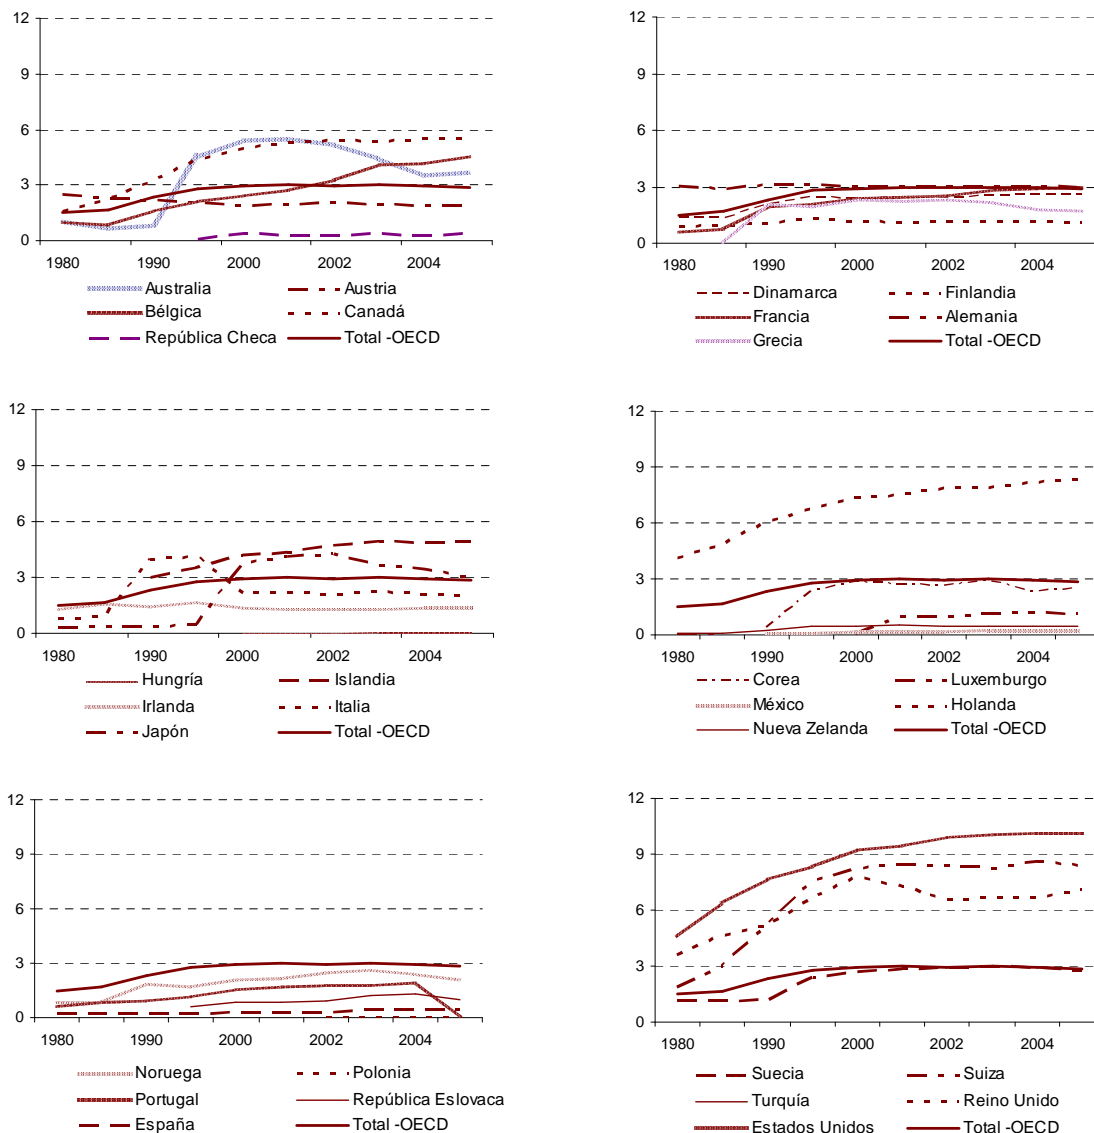 12
9
6
3
0
1980 1990 2000 2002 2004
Australia Austria
Bélgica Canadá
República Checa Total -OECD
12
9
6
3
0
1980 1990 2000 2002 2004
Dinamarca Finlandia
Francia Alemania
Grecia Total -OECD
12
9
6
3
0
1980 1990 2000 2002 2004
Hungría Islandia
Irlanda Italia
Japón Total -OECD
12
9
6
3
0
1980 1990 2000 2002 2004
Corea Luxemburgo
México Holanda
Nueva Zelanda Total -OECD
12
9
6
3
0
1980 1990 2000 2002 2004
Noruega Polonia
Portugal República Eslovaca
España Total -OECD
12
9
6
3
0
1980 1990 2000 2002 2004
Suecia Suiza
Turquía Reino Unido
Estados Unidos Total -OECD